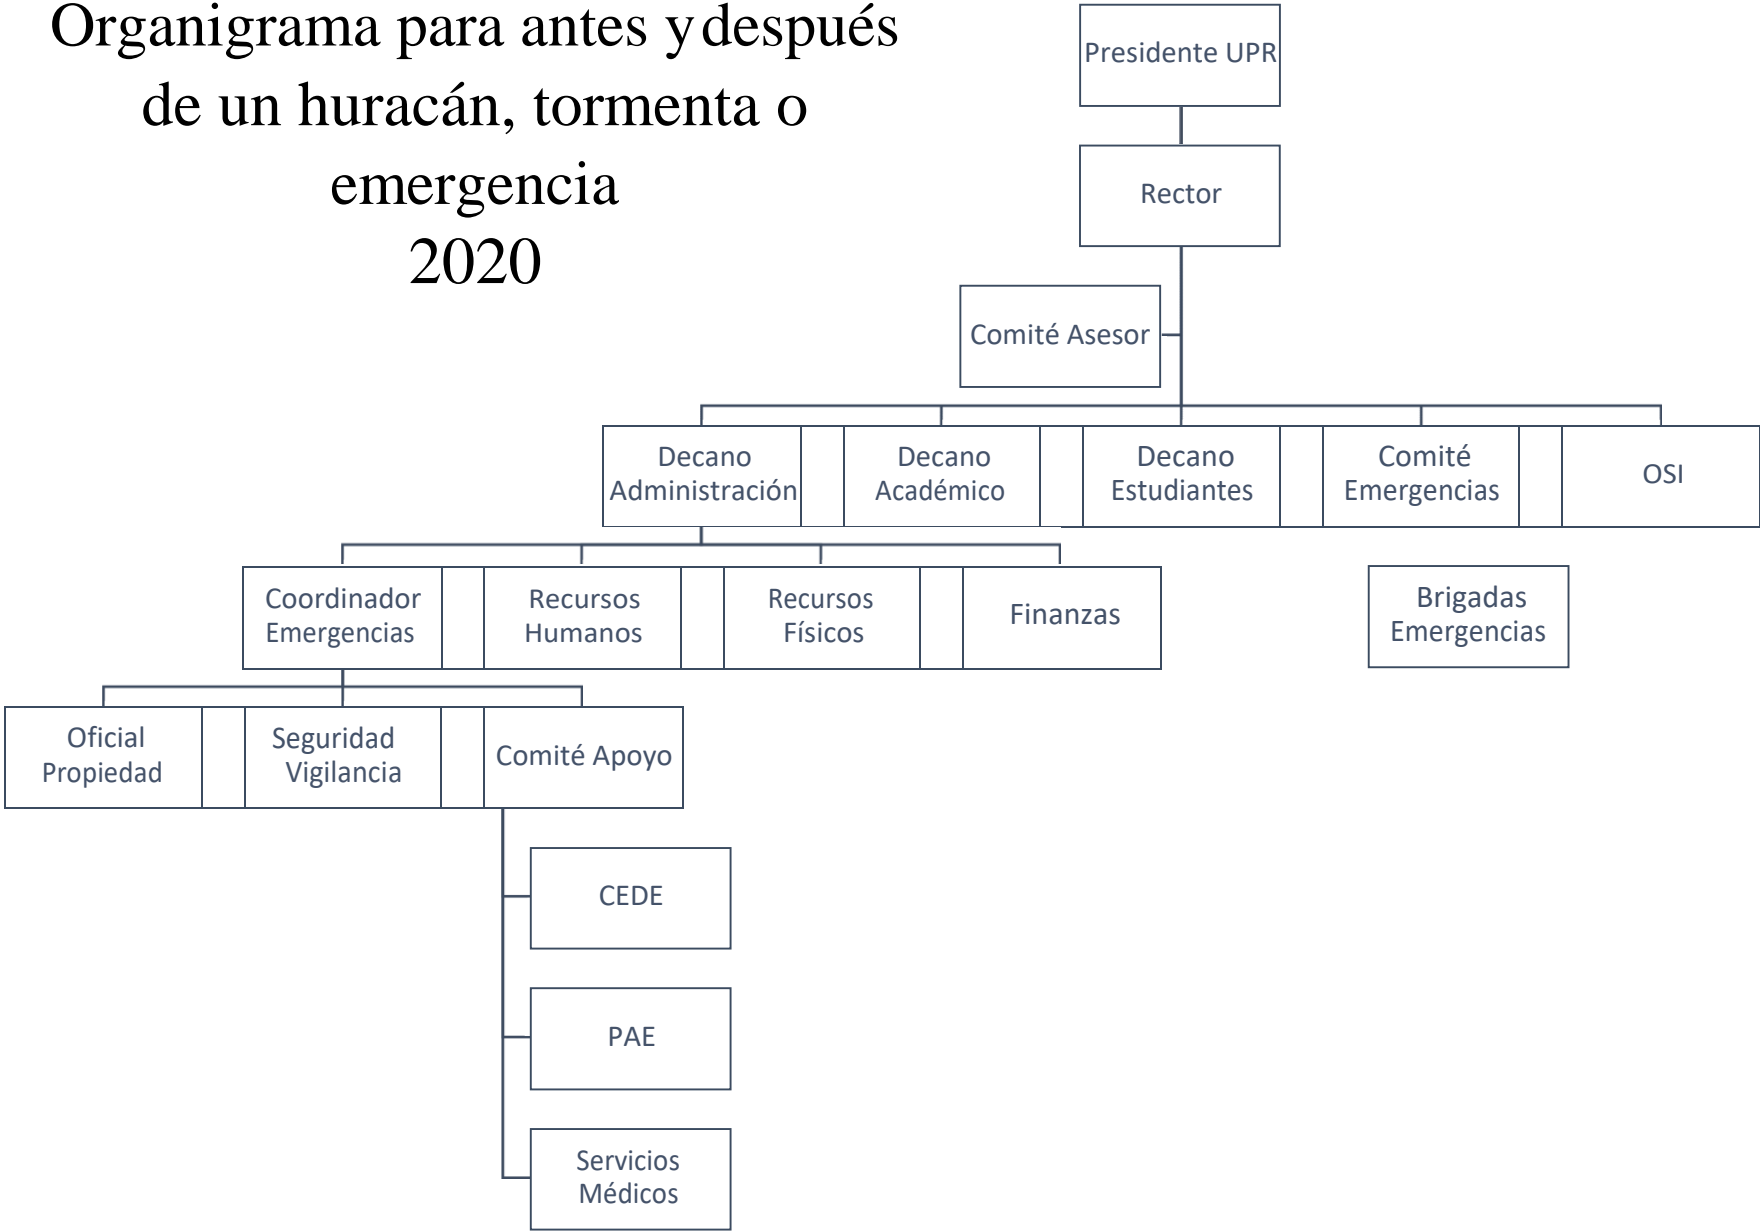 Organigrama para antes y después
de un huracán, tormenta o
emergencia
2020
Presidente UPR
Rector
Comité Asesor
Decano
Administración
Decano
Académico
Decano
Estudiantes
Comité
Emergencias
OSI
Coordinador
Emergencias
Recursos
Humanos
Recursos
Físicos
Finanzas
Brigadas
Emergencias
Oficial
Propiedad
Seguridad
Vigilancia
Comité Apoyo
CEDE
PAE
Servicios
Médicos